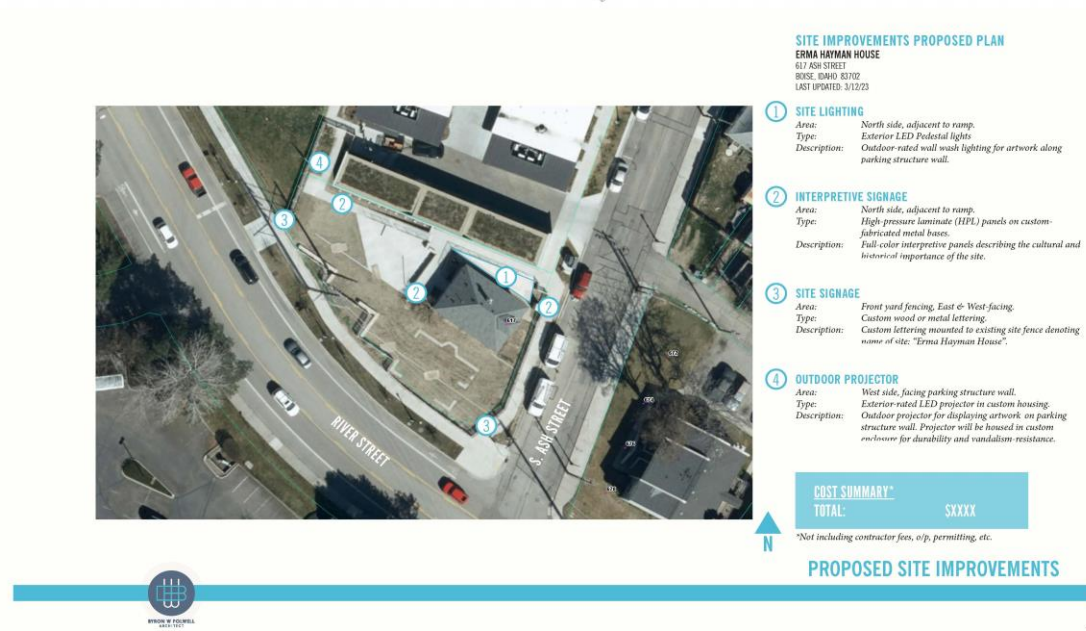 SITE IMPROVEMENTS PROPOSED PLAN
ERMA HAYMAN HOUSE
617 ASH STREET
BOISE, IDAHO 83702
LAST UPDATED: 3/12/23
1 SITE LIGHTING
Area: North side, adjacent to ramp.
Type: Exterior LED Pedestal lights
Description: Outdoor-rated wall wash lighting for artwork along
parking structure wall.
2 INTERPRETIVE SIGNAGE
Area: North side, adjacent to ramp.
Type: High-pressure laminate (HPL) panels on custom-
fabricated metal bases.
Description: Full-color interpretive panels describing the cultural and
historical importance of the site.
3 SITE SIGNAGE
Area: Front yard fencing, East & West-facing.
Type: Custom wood or metal lettering.
Description: Custom lettering mounted to existing site fence denoting
name of site: "Erma Hayman House".
4 OUTDOOR PROJECTOR
Area: West side, facing parking structure wall.
Type: Exterior-rated LED projector in custom housing.
Description: Outdoor projector for displaying artwork on parking
structure wall. Projector will be housed in custom
enclosure for durability and vandalism-resistance.
COST SUMMARY*
TOTAL: $XXXX
*Not including contractor fees, o/p, permitting, etc.
N
PROPOSED SITE IMPROVEMENTS
4
2
3
1
2
2
617
3
RIVER STREET
S. ASH STREET
BYRON W FOLWELL
ARCHITECT